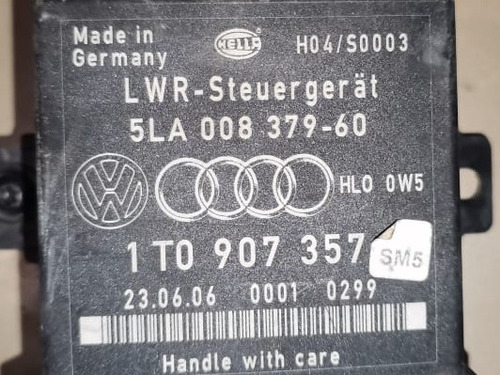 Made in
Germany
HELLA
H04/S0003
LWR-Steuergerät
5LA 008 379-60
HLO 0W5
1T0 907 357
SM5
23.06.06 0001 0299
Handle with care